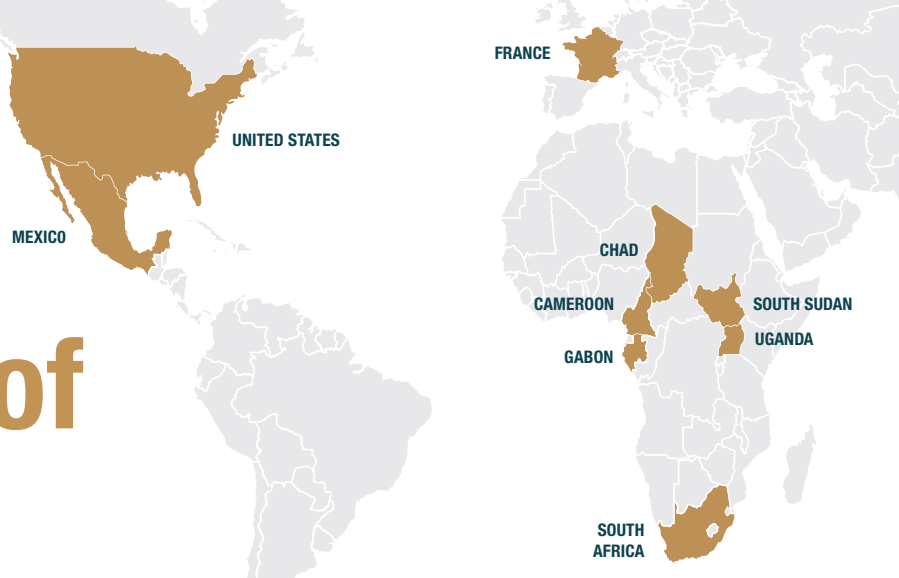 FRANCE
UNITED STATES
MEXICO
CHAD
CAMEROON
SOUTH SUDAN
UGANDA
GABON
of
SOUTH
AFRICA